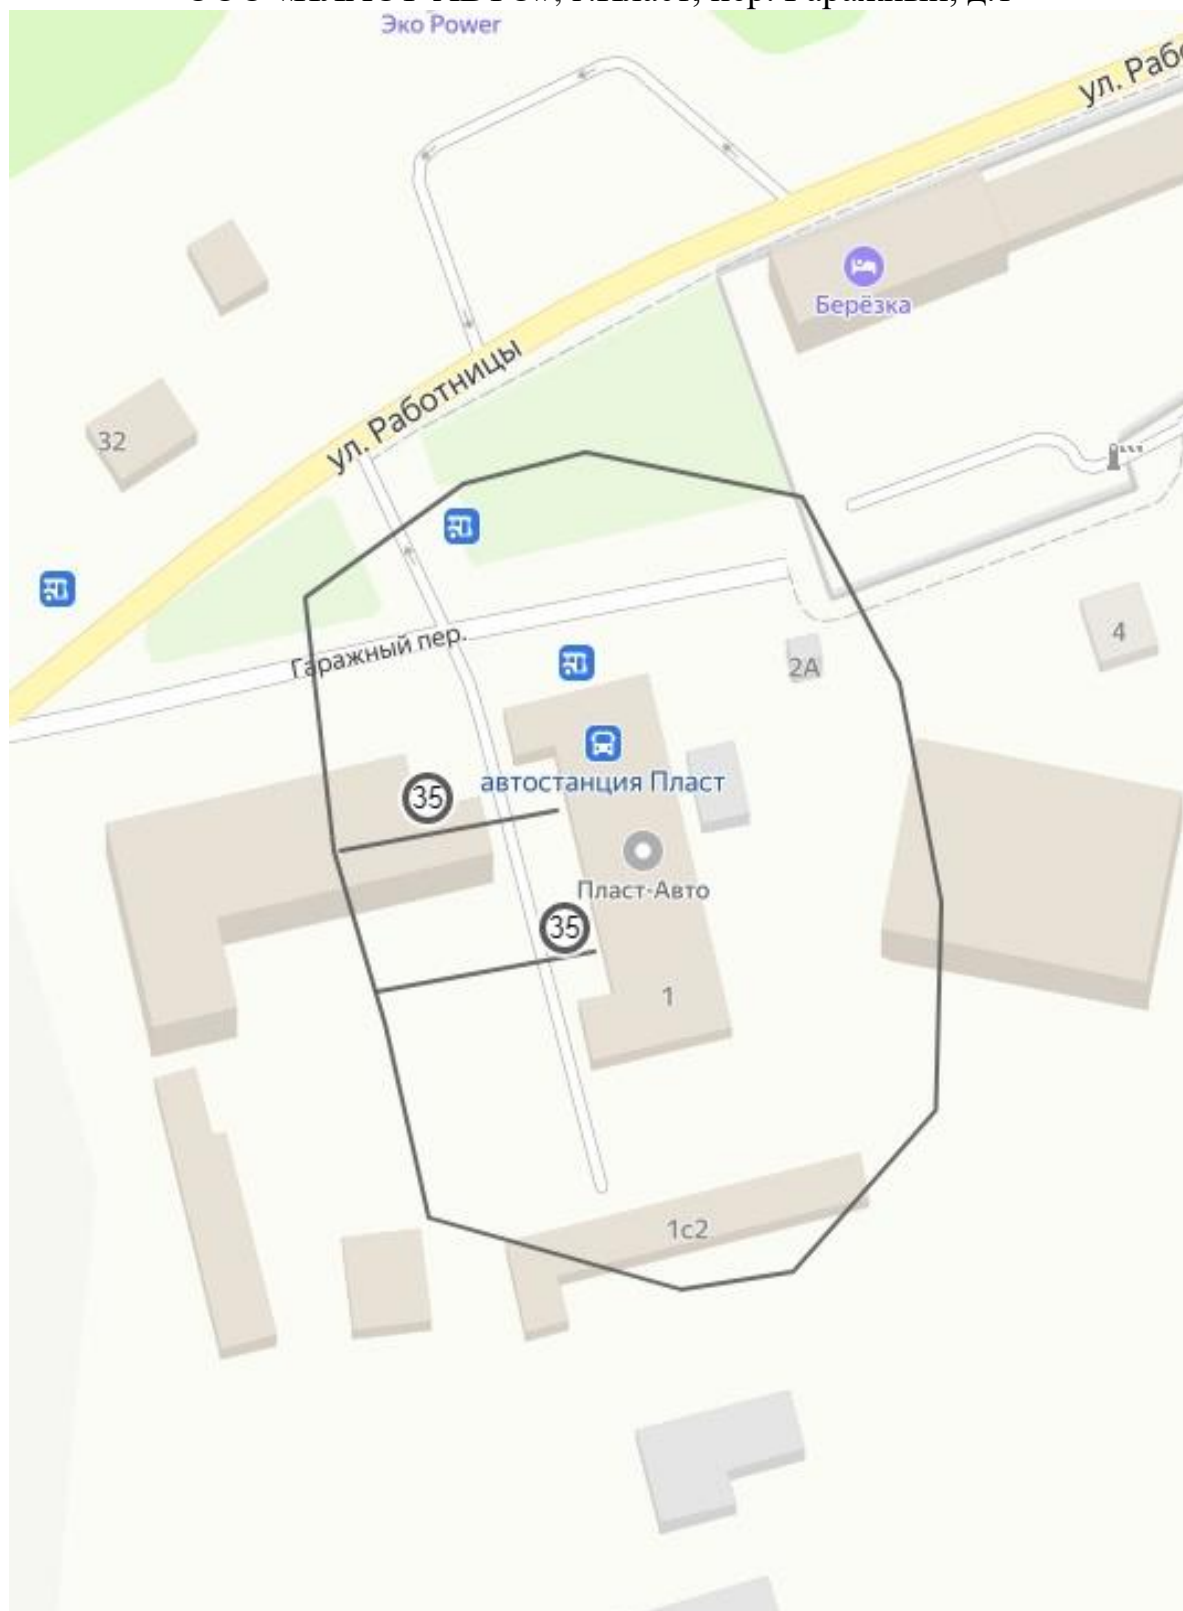 Эко Power
ул. Раб
Берёзка
ул. Работницы
32
Гаражный пер.
4
2А
автостанция Пласт
35
Пласт-Авто
35
1
1с2